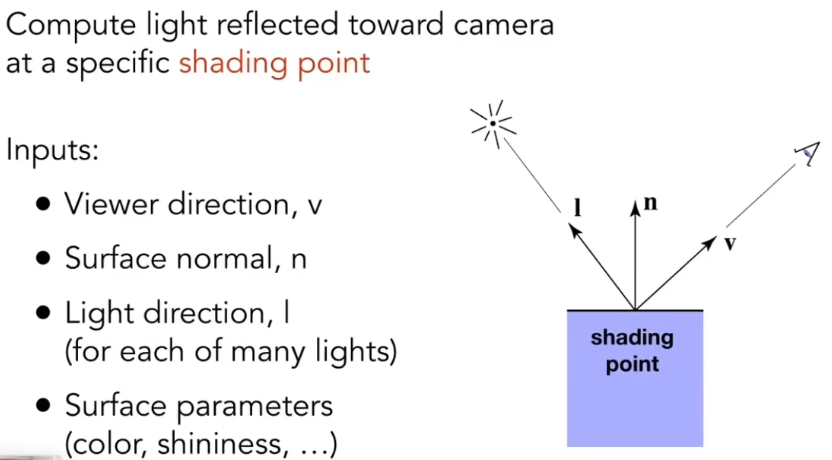 Compute light reflected toward camera
at a specific shading point
Inputs:
● Viewer direction, v
● Surface normal, n
● Light direction, l
(for each of many lights)
● Surface parameters
(color, shininess, ...)
l
n
v
shading
point